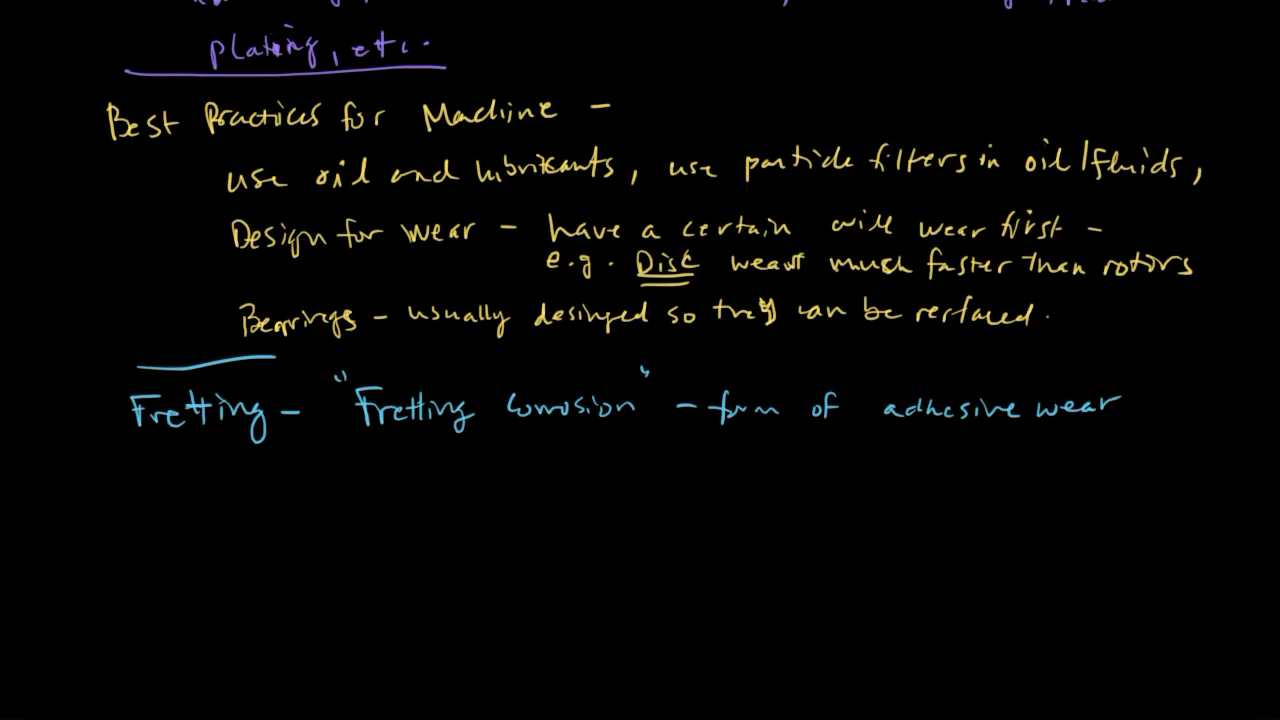 plating, etc.
Best Practices for Machine -
use oil and lubricants, use particle filters in oil/fluids,
Design for wear - have a certain will wear first -
e.g. Disc wear much faster than rotors
Bearings - usually desinged so they can be replaced.
Fretting - "Fretting Corrosion" - form of adhesive wear